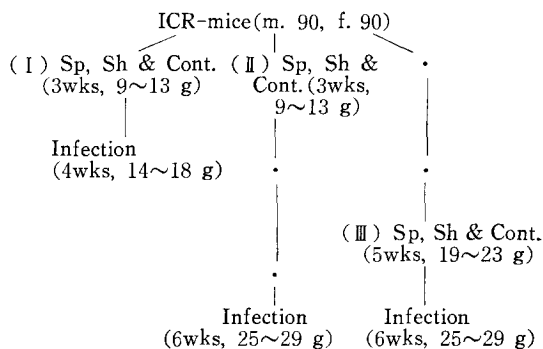 ICR-mice(m. 90, f. 90)
(Ⅰ) Sp, Sh & Cont.
(3wks, 9～13 g)
(Ⅱ) Sp, Sh &
Cont.(3wks,
9～13 g)
Infection
(4wks, 14～18 g)
(Ⅲ) Sp, Sh & Cont.
(5wks, 19～23 g)
Infection
(6wks, 25～29 g)
Infection
(6wks, 25～29 g)